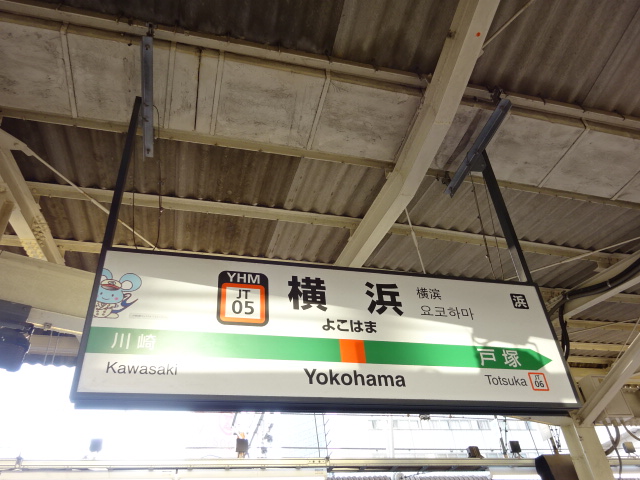 YHM
JT
05
横浜
よこはま
横滨
요코하마
浜
川崎
戸塚
Kawasaki
Yokohama
Totsuka
JT
06